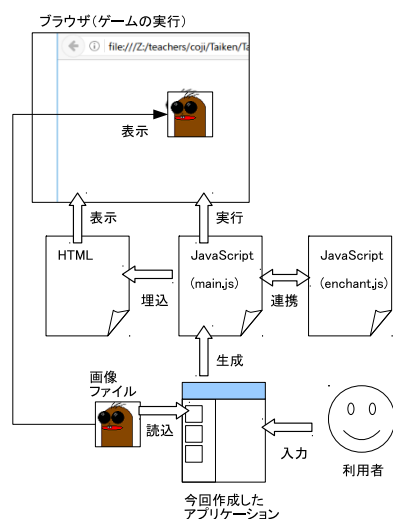 ブラウザ(ゲームの実行)
file:///Z:/teachers/coji/Taiken/Ta
表示
表示
実行
HTML
JavaScript
(main.js)
JavaScript
(enchant.js)
埋込
連携
生成
画像
ファイル
読込
入力
利用者
今回作成した
アプリケーション